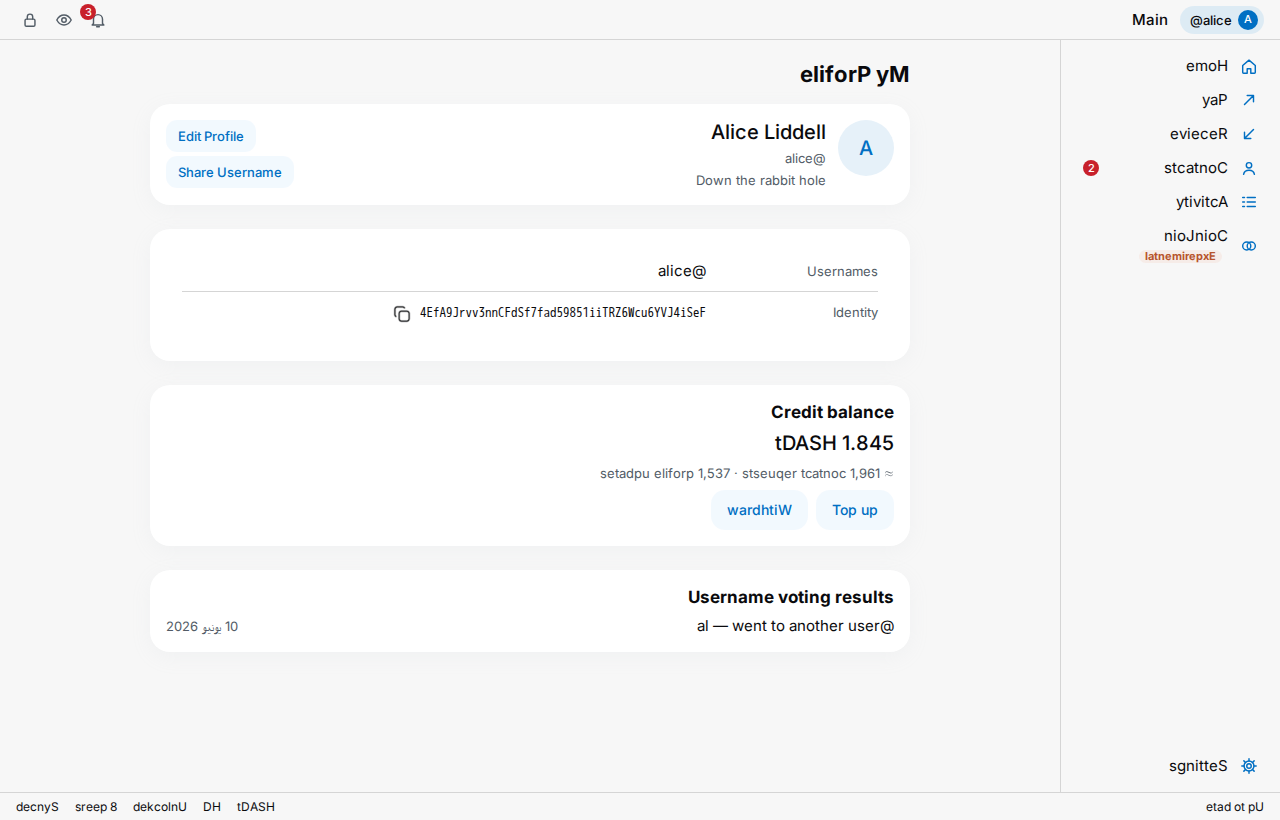 3
Main
@alice
A
emoH
yaP
evieceR
stcatnoC
2
ytivitcA
nioJnioC
latnemirepxE
sgnitteS
eliforP yM
A
Alice Liddell
alice@
Down the rabbit hole
Edit Profile
Share Username
Usernames
alice@
Identity
4EfA9Jrvv3nnCFdSf7fad59851iiTRZ6Wcu6YVJ4iSeF
Credit balance
tDASH 1.845
setadpu eliforp 1,537 · stseuqer tcatnoc 1,961 ≈
Top up
wardhtiW
Username voting results
al — went to another user@
10 يونيو 2026
decnyS
sreep 8
dekcolnU
DH
tDASH
etad ot pU